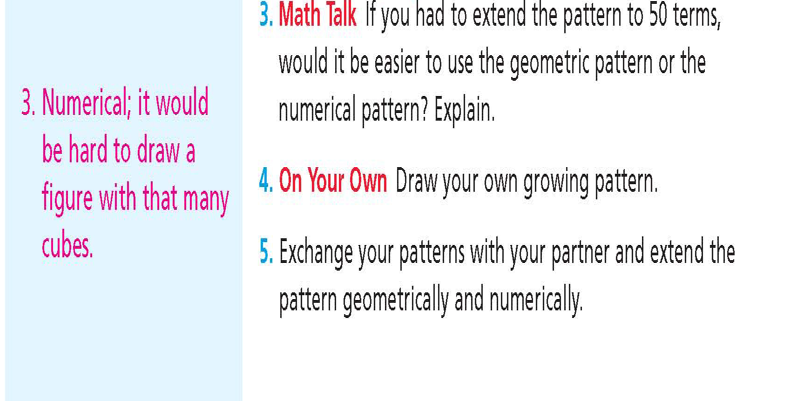 3. Numerical; it would
be hard to draw a
figure with that many
cubes.
3. Math Talk If you had to extend the pattern to 50 terms,
would it be easier to use the geometric pattern or the
numerical pattern? Explain.
4. On Your Own Draw your own growing pattern.
5. Exchange your patterns with your partner and extend the
pattern geometrically and numerically.